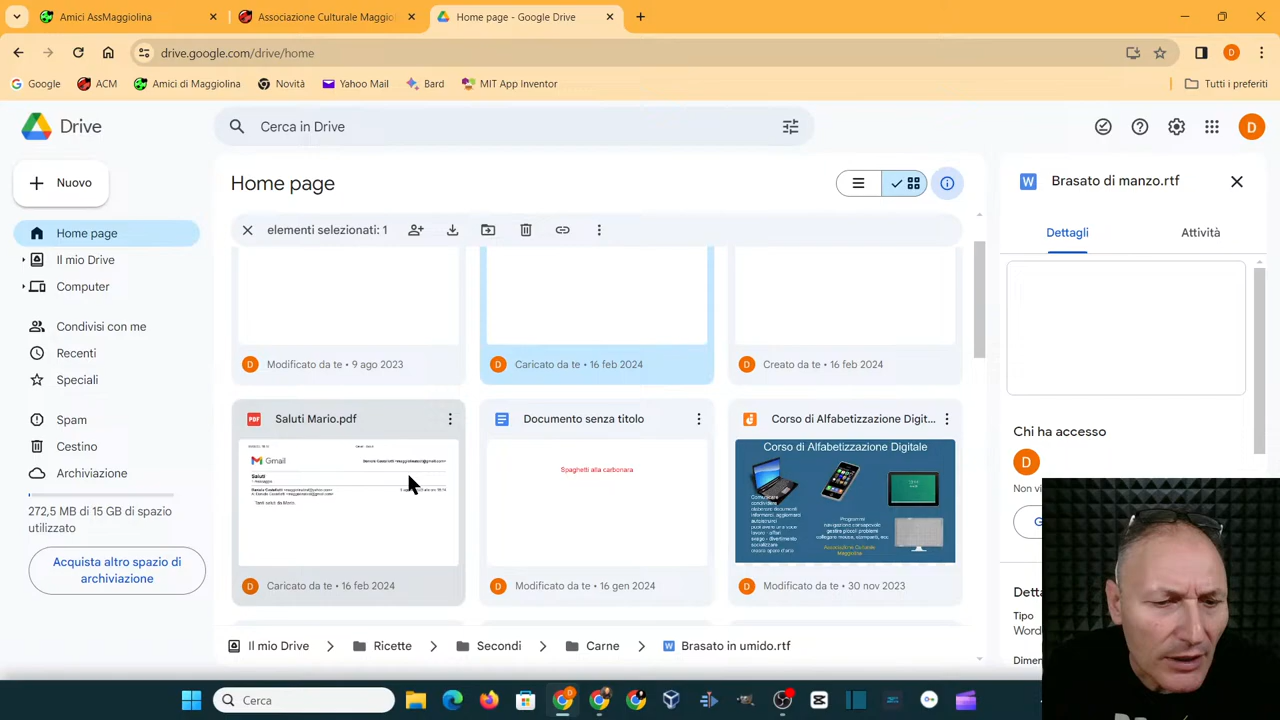 Amici AssMaggiolina
Associazione Culturale Maggio
Home page - Google Drive
drive.google.com/drive/home
Google
ACM
Amici di Maggiolina
Novità
Yahoo Mail
Bard
MIT App Inventor
Tutti i preferiti
Drive
Cerca in Drive
D
Nuovo
Home page
Brasato di manzo.rtf
elementi selezionati: 1
Home page
Dettagli
Attività
Il mio Drive
Computer
Condivisi con me
Recenti
Speciali
Modificato da te • 9 ago 2023
Caricato da te • 16 feb 2024
Creato da te • 16 feb 2024
Spam
Cestino
Archiviazione
Saluti Mario.pdf
Documento senza titolo
Corso di Alfabetizzazione Digit...
Chi ha accesso
Gmail
Saluti
Spaghetti alla carbonara
Corso di Alfabetizzazione Digitale
272,5 MB di 15 GB di spazio
utilizzato
Acquista altro spazio di
archiviazione
Caricato da te • 16 feb 2024
Modificato da te • 16 gen 2024
Modificato da te • 30 nov 2023
Non vi
Detta
Tipo
Word
Dimen
Il mio Drive
Ricette
Secondi
Carne
Brasato in umido.rtf
Cerca